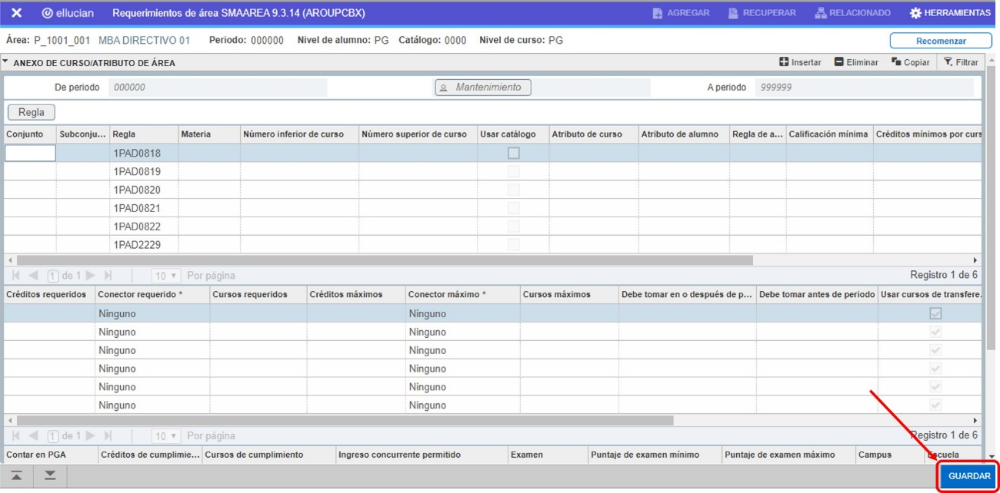 ellucian Requerimientos de área SMAAREA 9.3.14 (AROUPCBX) AGREGAR RECUPERAR RELACIONADO HERRAMIENTAS
Área: P_1001_001 MBA DIRECTIVO 01 Periodo: 000000 Nivel de alumno: PG Catálogo: 0000 Nivel de curso: PG Recomenzar
ANEXO DE CURSO/ATRIBUTO DE ÁREA Insertar Eliminar Copiar Filtrar
De periodo 000000 Mantenimiento A periodo 999999
Regla
Conjunto Subconju... Regla Materia Número inferior de curso Número superior de curso Usar catálogo Atributo de curso Atributo de alumno Regla de a... Calificación mínima Créditos mínimos por curs
1PAD0818
1PAD0819
1PAD0820
1PAD0821
1PAD0822
1PAD2229
1 de 1 10 Por página Registro 1 de 6
Créditos requeridos Conector requerido * Cursos requeridos Créditos máximos Conector máximo * Cursos máximos Debe tomar en o después de p... Debe tomar antes de periodo Usar cursos de transfere.
Ninguno Ninguno
Ninguno Ninguno
Ninguno Ninguno
Ninguno Ninguno
Ninguno Ninguno
Ninguno Ninguno
1 de 1 10 Por página Registro 1 de 6
Contar en PGA Créditos de cumplimie... Cursos de cumplimiento Ingreso concurrente permitido Examen Puntaje de examen mínimo Puntaje de examen máximo Campus Escuela
GUARDAR